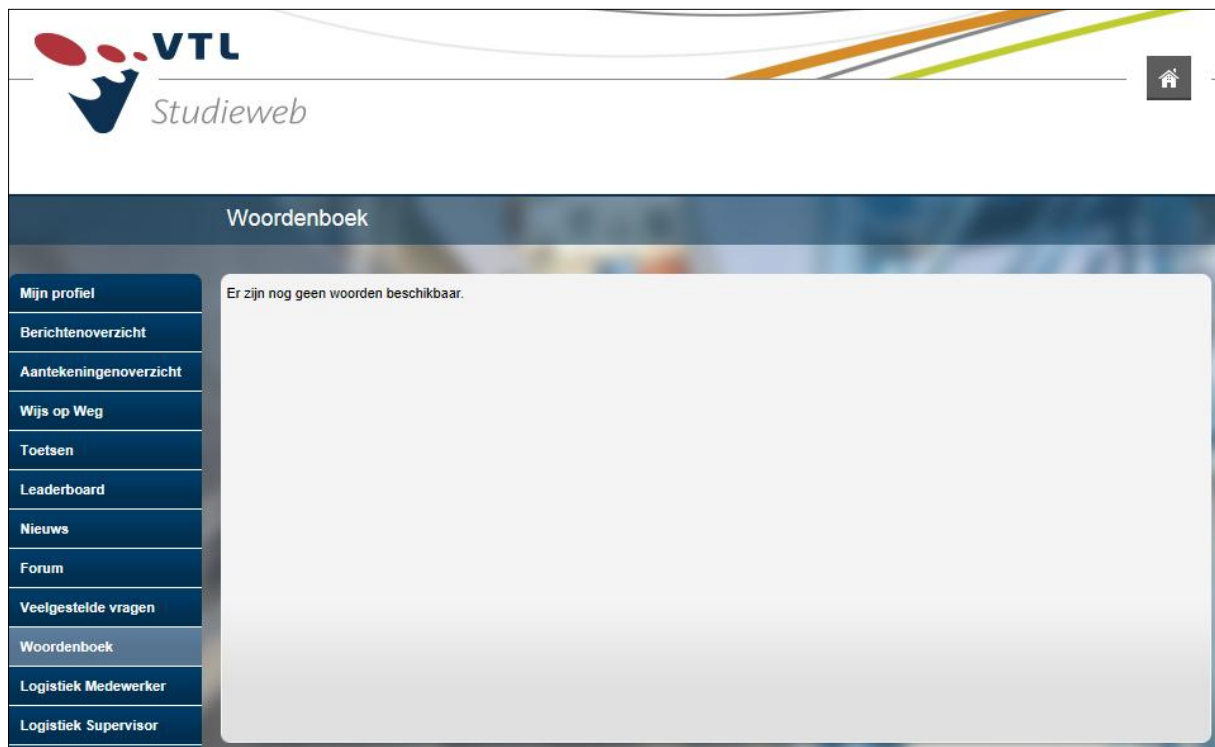 VTL
Studieweb
Woordenboek
Mijn profiel
Er zijn nog geen woorden beschikbaar.
Berichtenoverzicht
Aantekeningenoverzicht
Wijs op Weg
Toetsen
Leaderboard
Nieuws
Forum
Veelgestelde vragen
Woordenboek
Logistiek Medewerker
Logistiek Supervisor